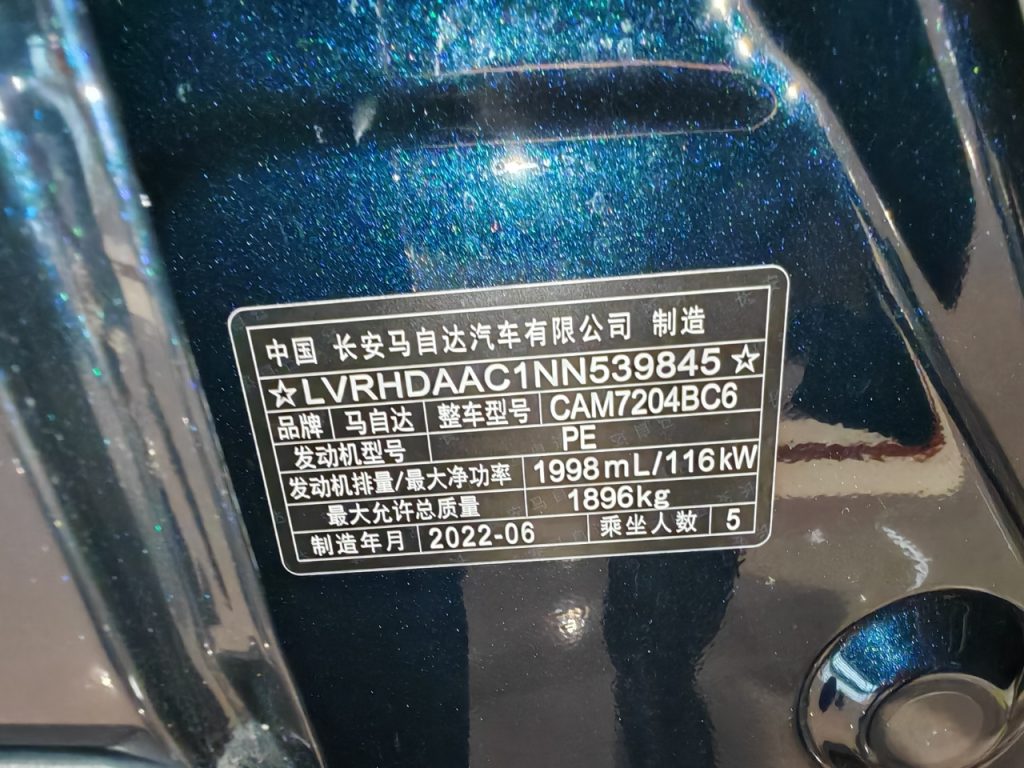 中国 长安马自达汽车有限公司 制造
☆LVRHDAAC1NN539845☆
品牌 马自达 整车型号 CAM7204BC6
发动机型号 PE
发动机排量/最大净功率 1998mL/116kW
最大允许总质量 1896kg
制造年月 2022-06 乘坐人数 5